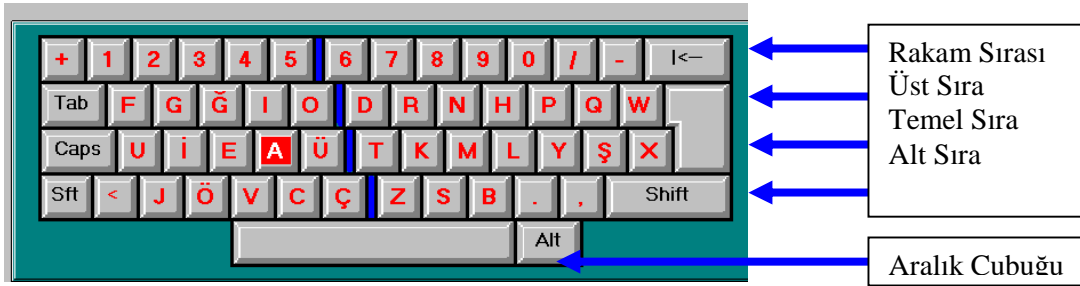 + 1 2 3 4 5 6 7 8 9 0 / - |<—
Rakam Sırası
Tab F G Ğ I O D R N H P Q W
Üst Sıra
Temel Sıra
Caps U İ E A Ü T K M L Y Ş X
Alt Sıra
Sft < J Ö V C Ç Z S B . , Shift
Alt
Aralık Çubuğu